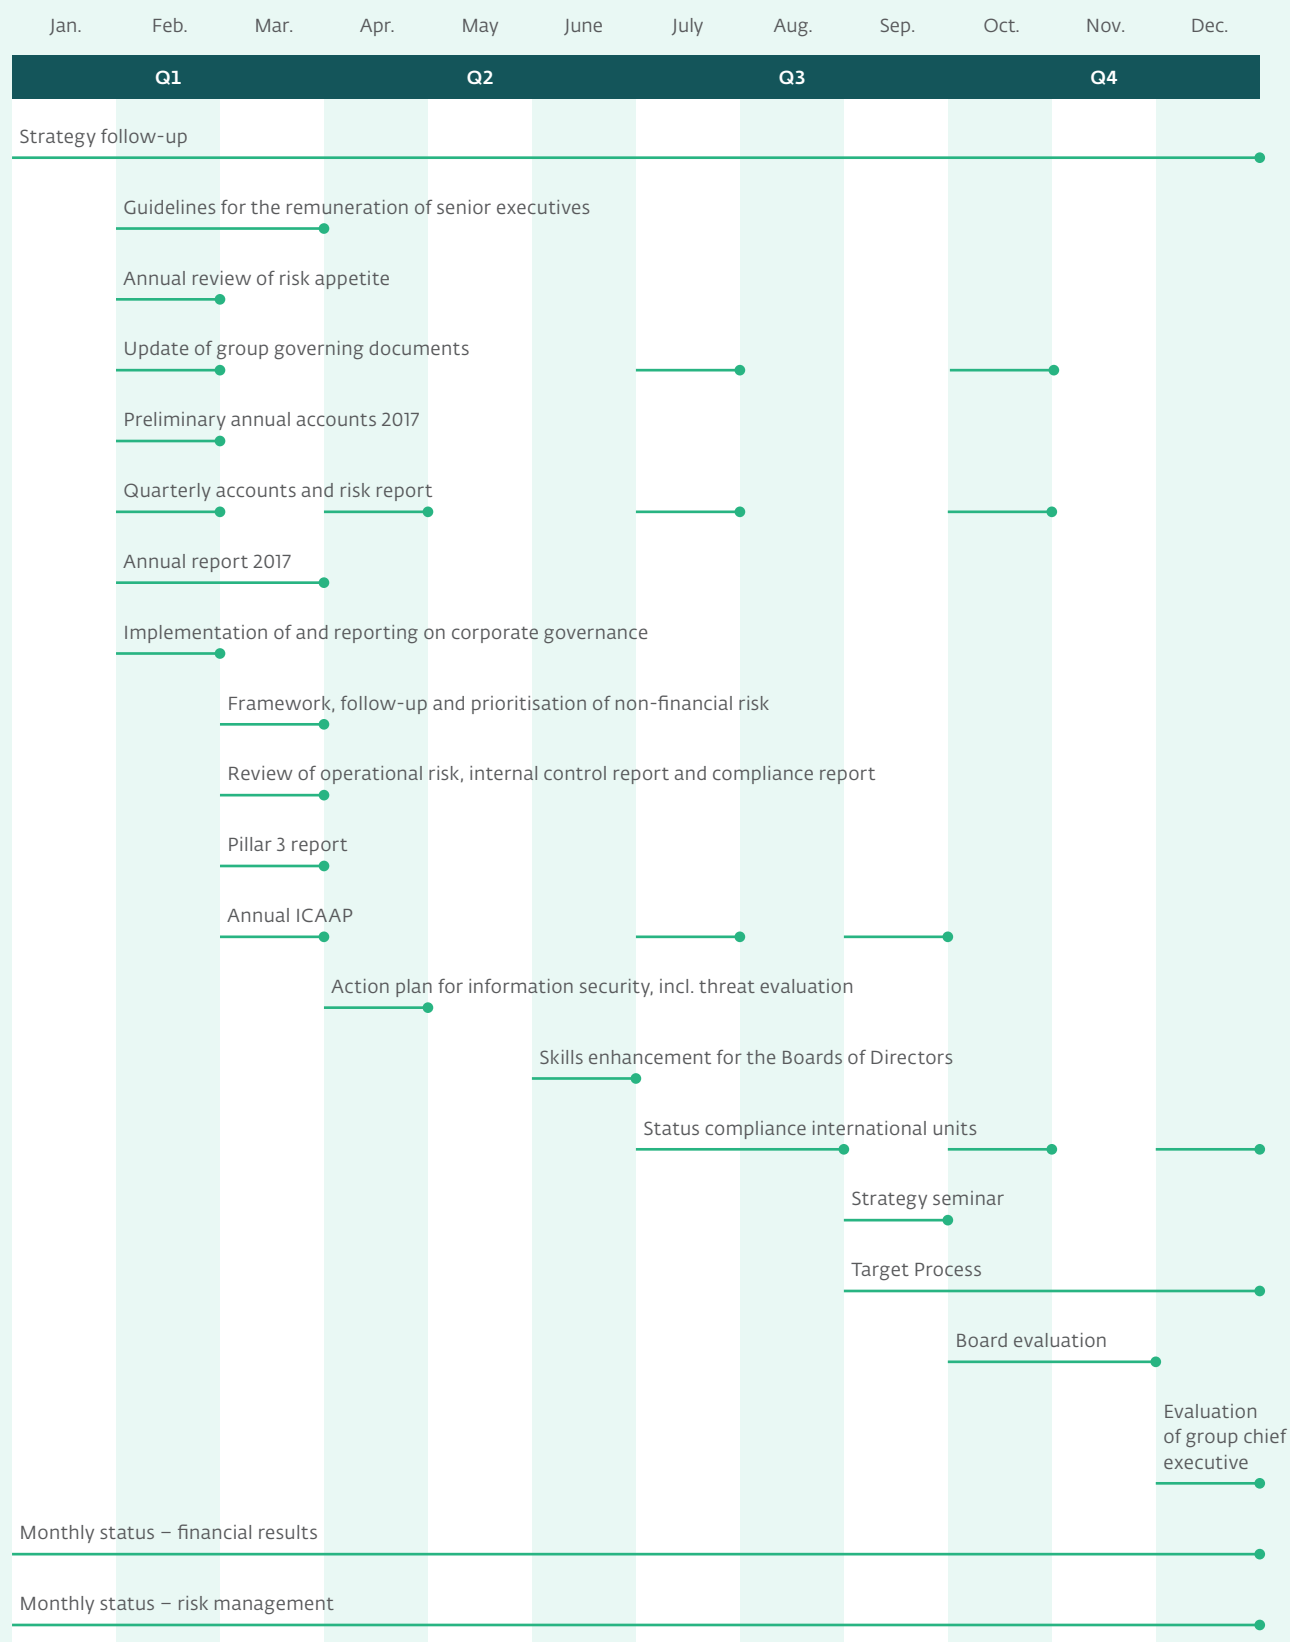 Jan. Feb. Mar. Apr. May June July Aug. Sep. Oct. Nov. Dec.
Q1 Q2 Q3 Q4
Strategy follow-up
Guidelines for the remuneration of senior executives
Annual review of risk appetite
Update of group governing documents
Preliminary annual accounts 2017
Quarterly accounts and risk report
Annual report 2017
Implementation of and reporting on corporate governance
Framework, follow-up and prioritisation of non-financial risk
Review of operational risk, internal control report and compliance report
Pillar 3 report
Annual ICAAP
Action plan for information security, incl. threat evaluation
Skills enhancement for the Boards of Directors
Status compliance international units
Strategy seminar
Target Process
Board evaluation
Evaluation
of group chief
executive
Monthly status – financial results
Monthly status – risk management